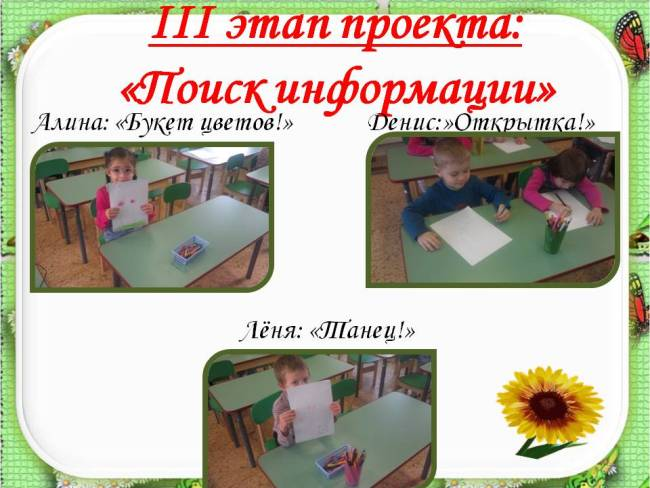 III этап проекта:
«Поиск информации»
Алина: «Букет цветов!»
Денис:»Открытка!»
Лёня: «Танец!»